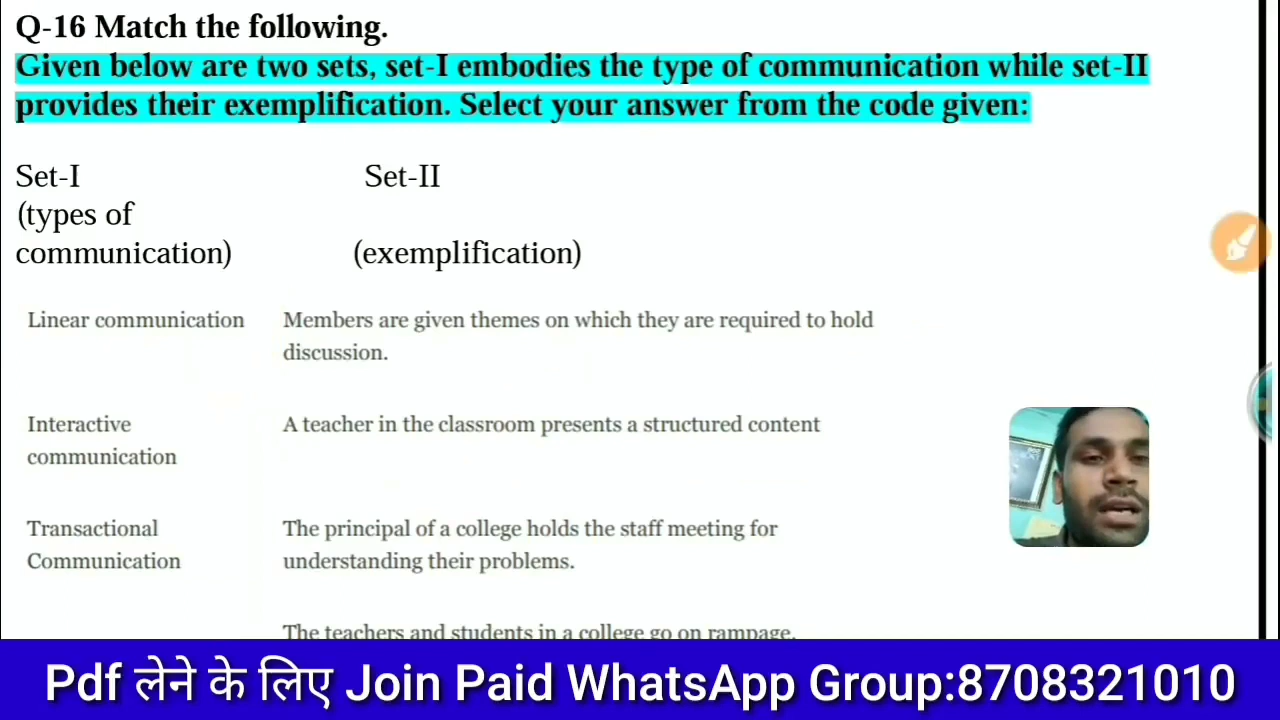 Q-16 Match the following.
Given below are two sets, set-I embodies the type of communication while set-II
provides their exemplification. Select your answer from the code given:
Set-I Set-II
(types of
communication) (exemplification)
Linear communication Members are given themes on which they are required to hold
discussion.
Interactive A teacher in the classroom presents a structured content
communication
Transactional The principal of a college holds the staff meeting for
Communication understanding their problems.
The teachers and students in a college go on rampage.
Pdf लेने के लिए Join Paid WhatsApp Group:8708321010